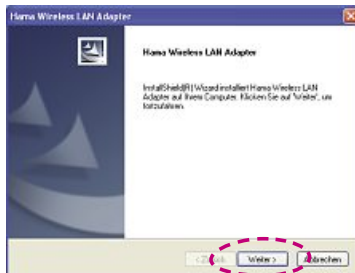 Hama Wireless LAN Adapter
Hama Wireless LAN Adapter
InstallShield(R) Wizard installiert Hama Wireless LAN
Adapter auf Ihrem Computer. Klicken Sie auf 'Weiter', um
fortzufahren.
< Zurück Weiter > Abbrechen